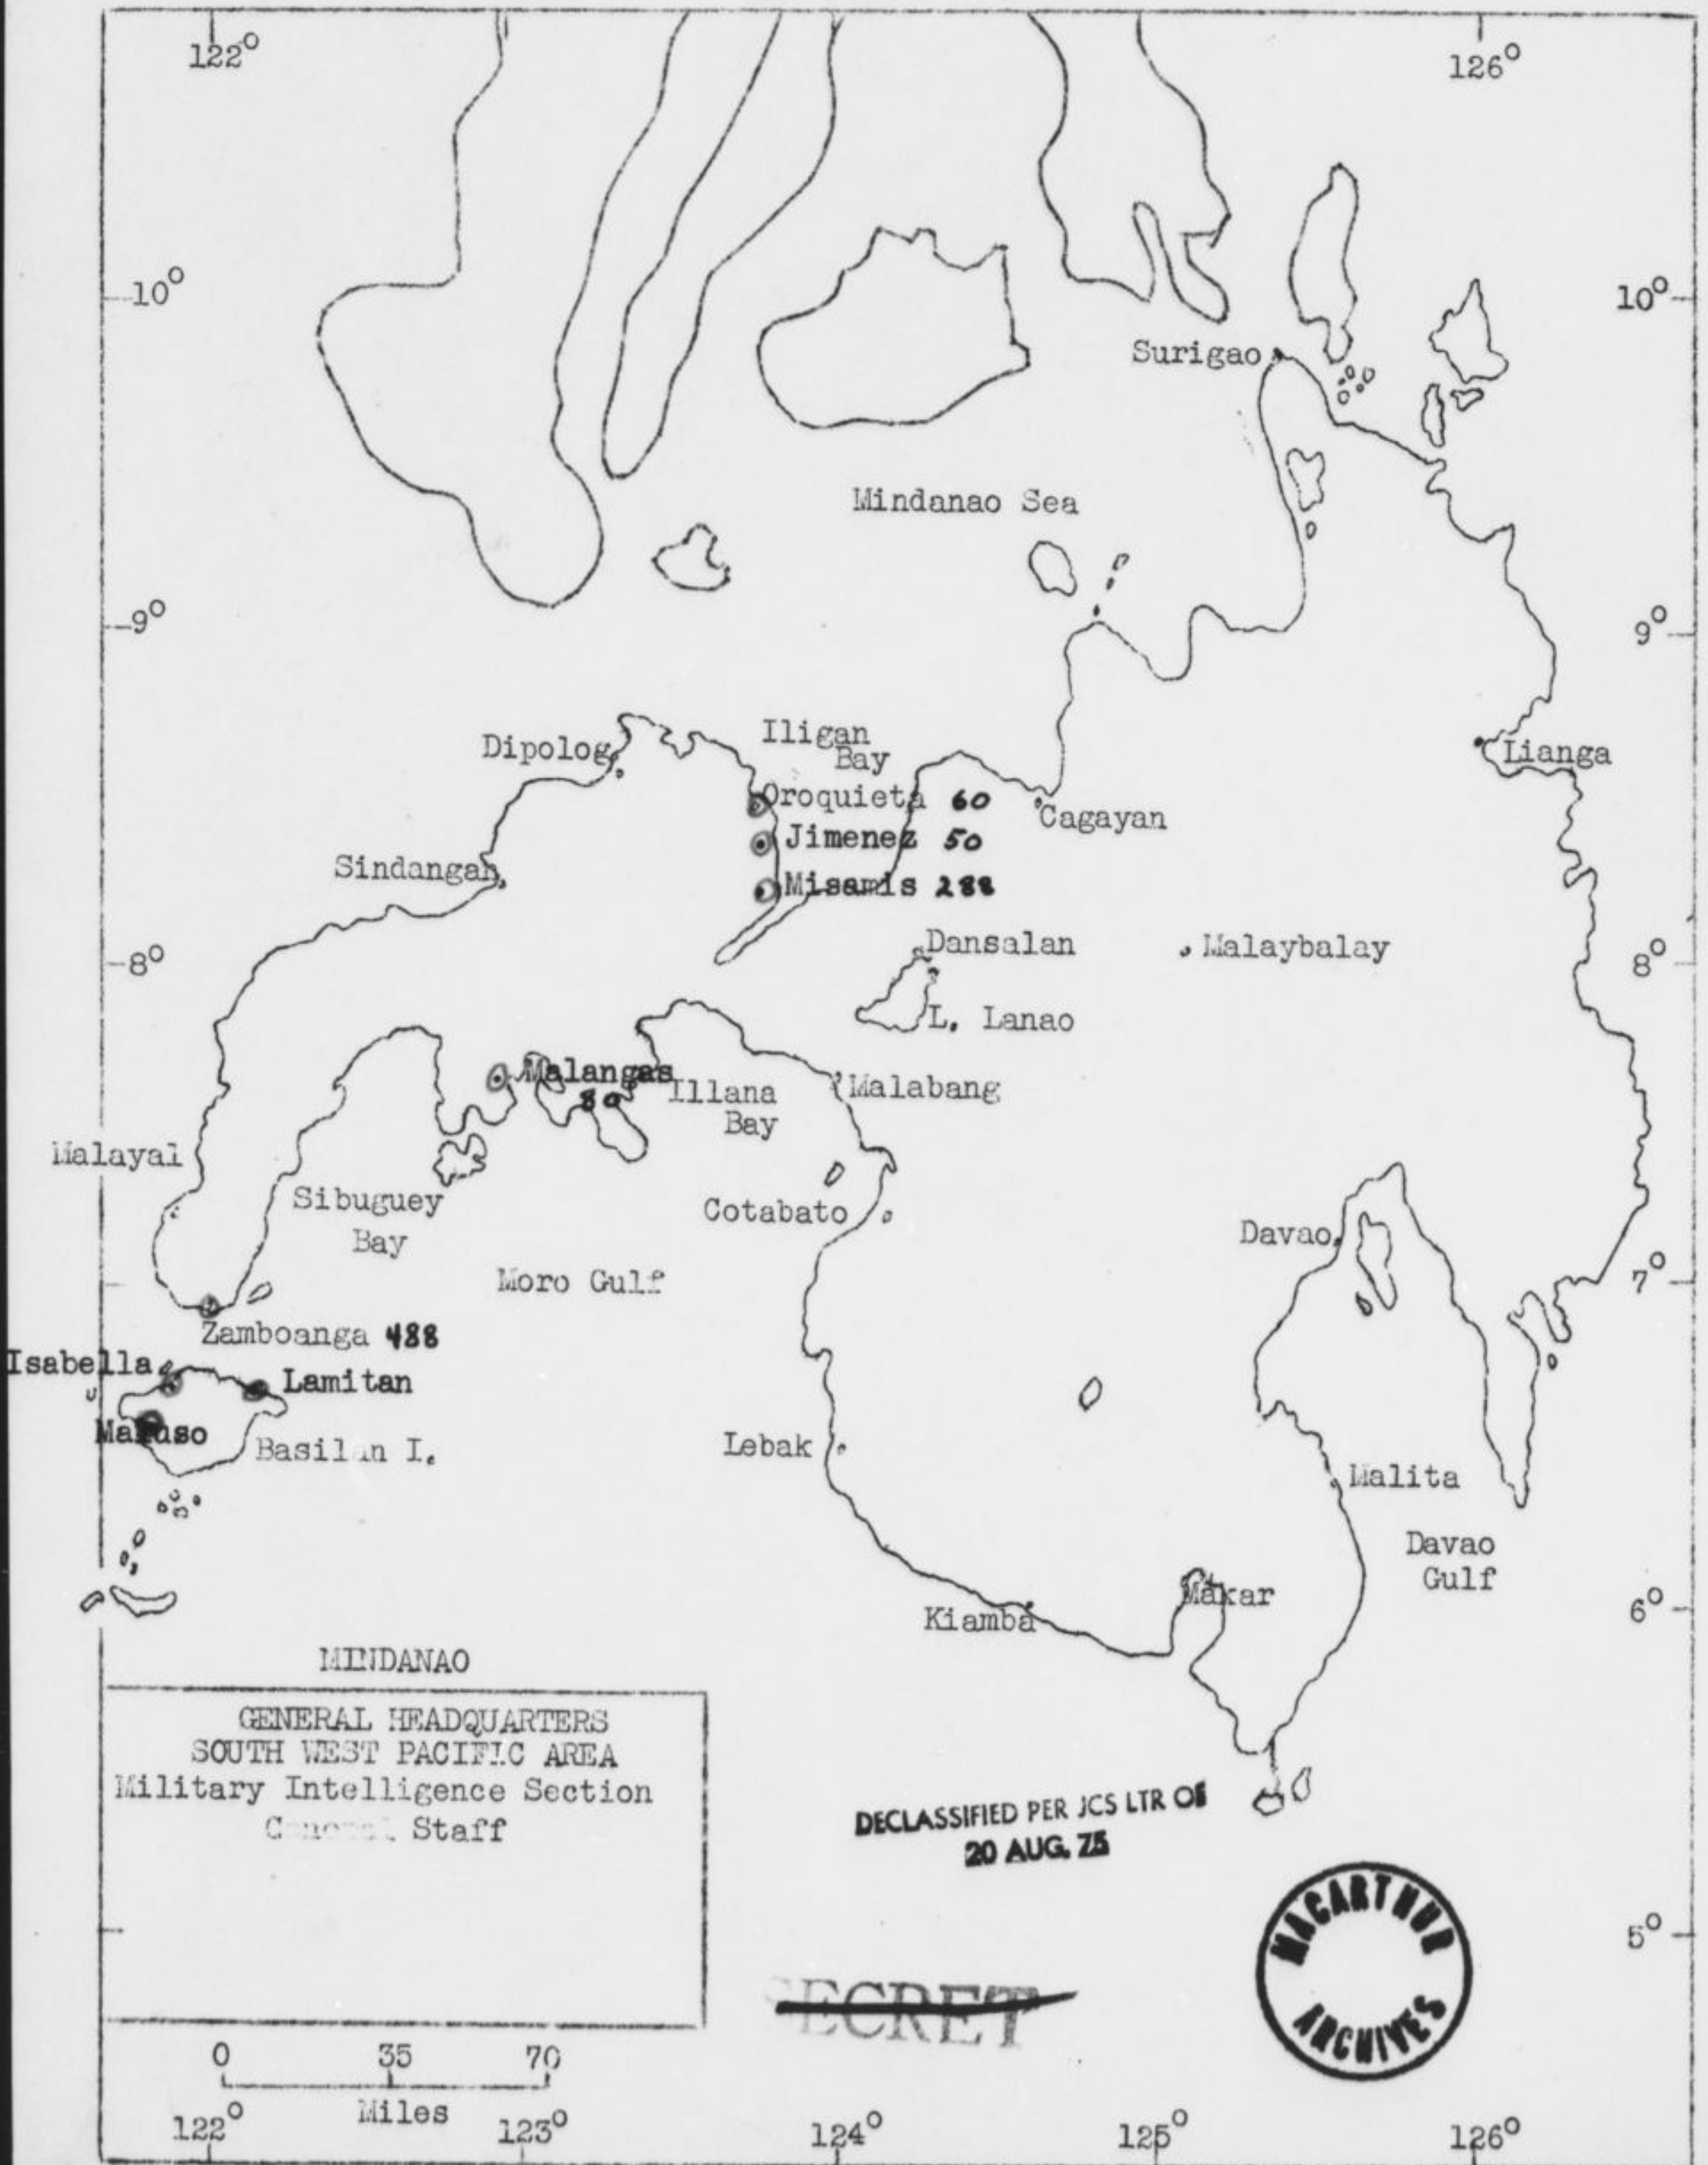 122° 126°
10° 10°
Surigao
Mindanao Sea
9° 9°
Dipolog
Iligan
Bay
Lianga
Oroquieta 60
Cagayan
Jimenez 50
Sindangan
Misamis 288
Dansalan
Malaybalay
8° 8°
L. Lanao
Malangas
80
Illana
Bay
Malabang
Malayal
Sibuguey
Bay
Cotabato
Davao
Moro Gulf
7°
Zamboanga 488
Isabella
Lamitan
Maluso
Basilan I.
Lebak
Malita
Davao
Gulf
Makar
Kiamba
6°
MINDANAO
GENERAL HEADQUARTERS
SOUTH WEST PACIFIC AREA
Military Intelligence Section
General Staff
DECLASSIFIED PER JCS LTR OF
20 AUG. 75
MACARTHUR
ARCHIVES
5°
SECRET
0 35 70
Miles
122° 123° 124° 125° 126°